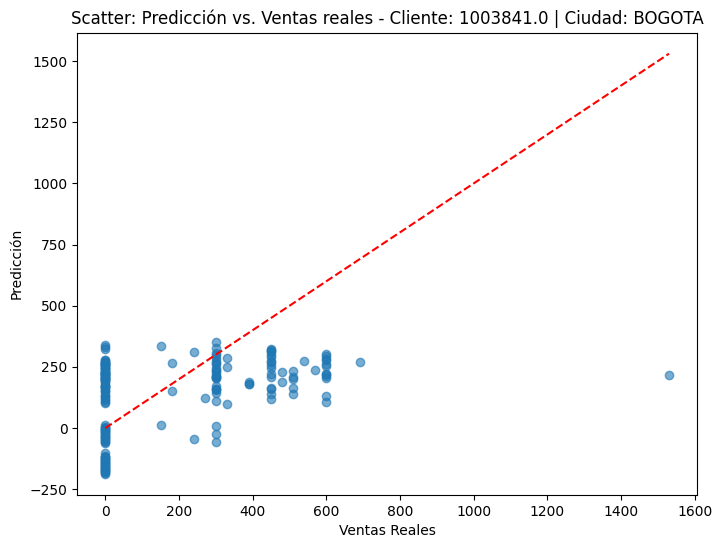 Scatter: Predicción vs. Ventas reales - Cliente: 1003841.0 | Ciudad: BOGOTA
1500
1250
1000
750
500
250
0
−250
Predicción
0 200 400 600 800 1000 1200 1400 1600
Ventas Reales